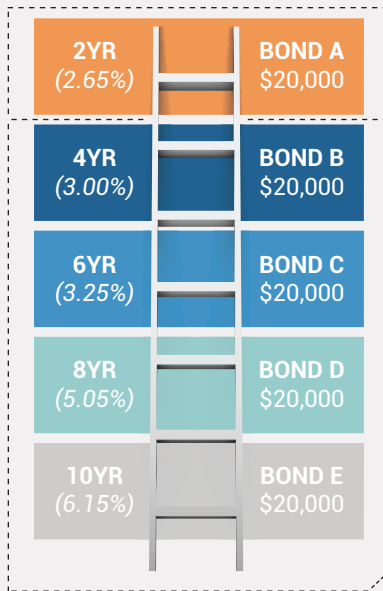 2YR
(2.65%)
BOND A
$20,000
4YR
(3.00%)
BOND B
$20,000
6YR
(3.25%)
BOND C
$20,000
8YR
(5.05%)
BOND D
$20,000
10YR
(6.15%)
BOND E
$20,000